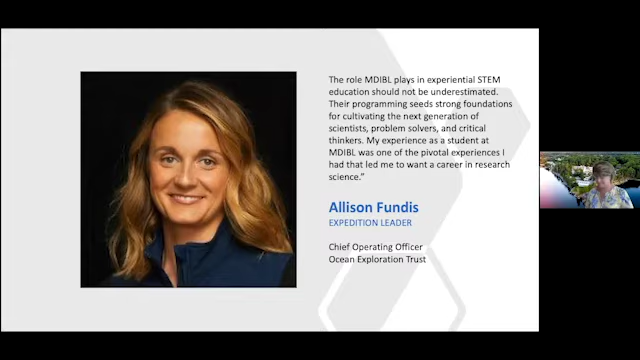 The role MDIBL plays in experiential STEM
education should not be underestimated.
Their programming seeds strong foundations
for cultivating the next generation of
scientists, problem solvers, and critical
thinkers. My experience as a student at
MDIBL was one of the pivotal experiences I
had that led me to want a career in research
science.”
Allison Fundis
EXPEDITION LEADER
Chief Operating Officer
Ocean Exploration Trust